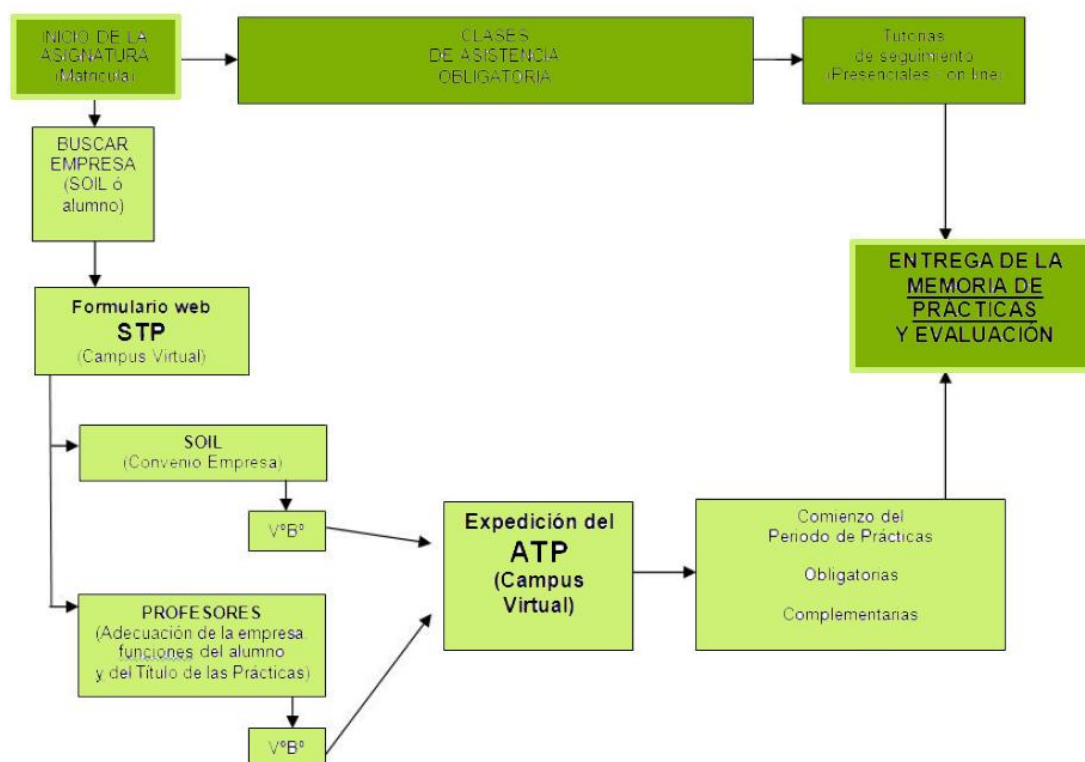 INICIO DE LA
ASIGNATURA
(Matricula)
CLASES
DE ASISTENCIA
OBLIGATORIA
Tutorias
de seguimiento
(Presenciales - on line)
BUSCAR
EMPRESA
(SOIL ó
alumno)
ENTREGA DE LA
MEMORIA DE
PRÁCTICAS
Y EVALUACIÓN
Formulario web
STP
(Campus Virtual)
SOIL
(Convenio Empresa)
VºBº
Expedición del
ATP
(Campus
Virtual)
Comienzo del
Periodo de Prácticas
Obligatorias
Complementarias
PROFESORES
(Adecuación de la empresa,
funciones del alumno
y del Título de las Prácticas)
VºBº